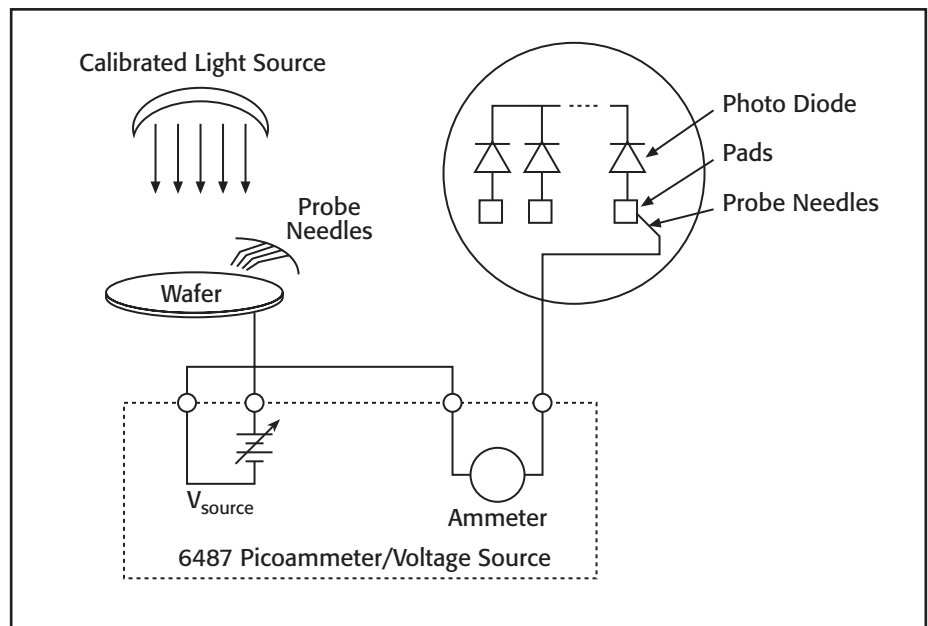 Calibrated Light Source
Photo Diode
Pads
Probe Needles
Probe
Needles
Wafer
Vsource
Ammeter
6487 Picoammeter/Voltage Source